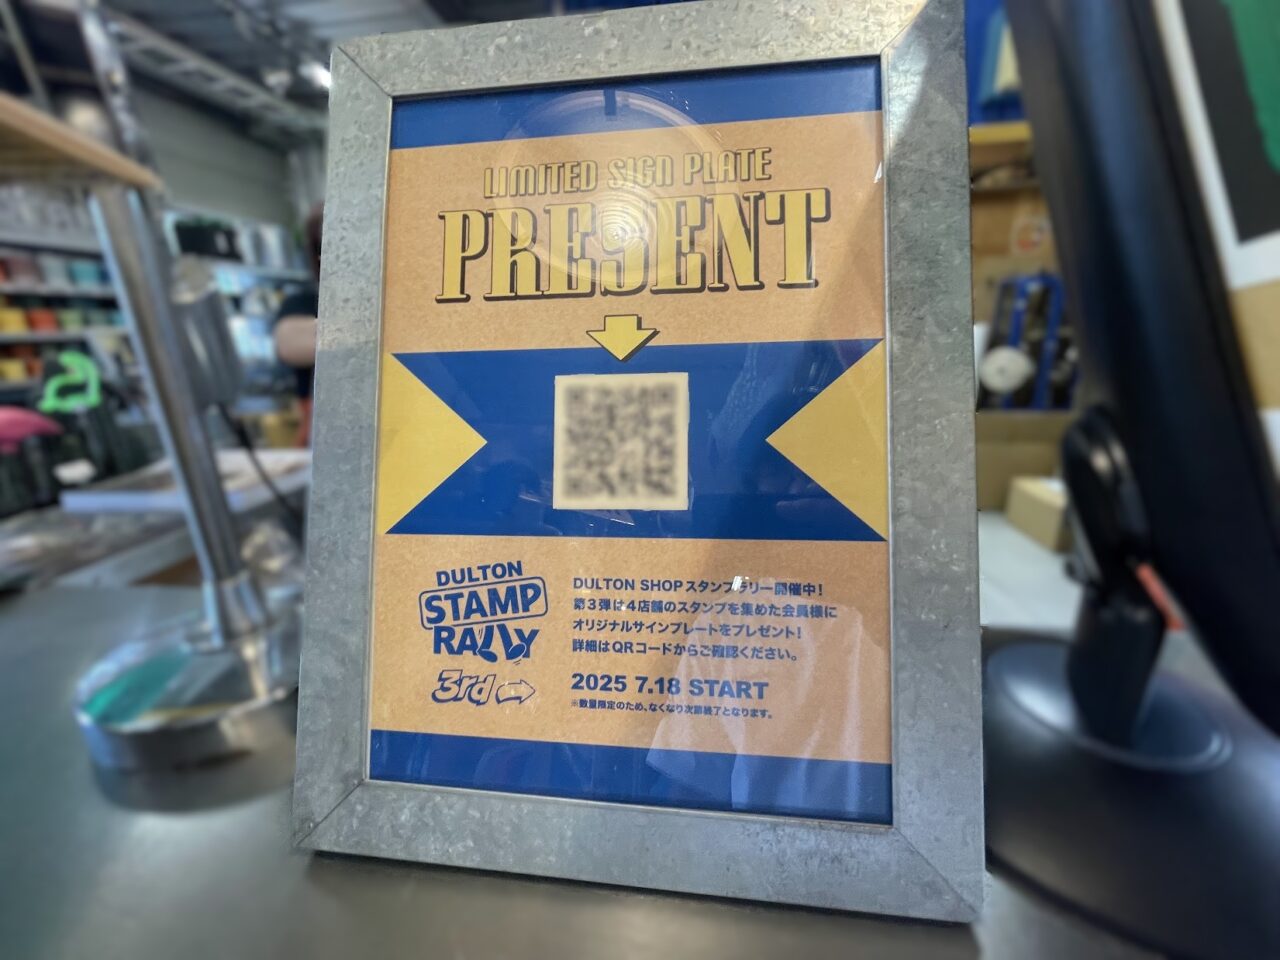 LIMITED SIGN PLATE
PRESENT
DULTON
STAMP
RALLY
3rd
DULTON SHOPスタンプラリー開催中!
第3弾は4店舗のスタンプを集めた会員様に
オリジナルサインプレートをプレゼント!
詳細はQRコードからご確認ください。
2025 7.18 START
※数量限定のため、なくなり次第終了となります。